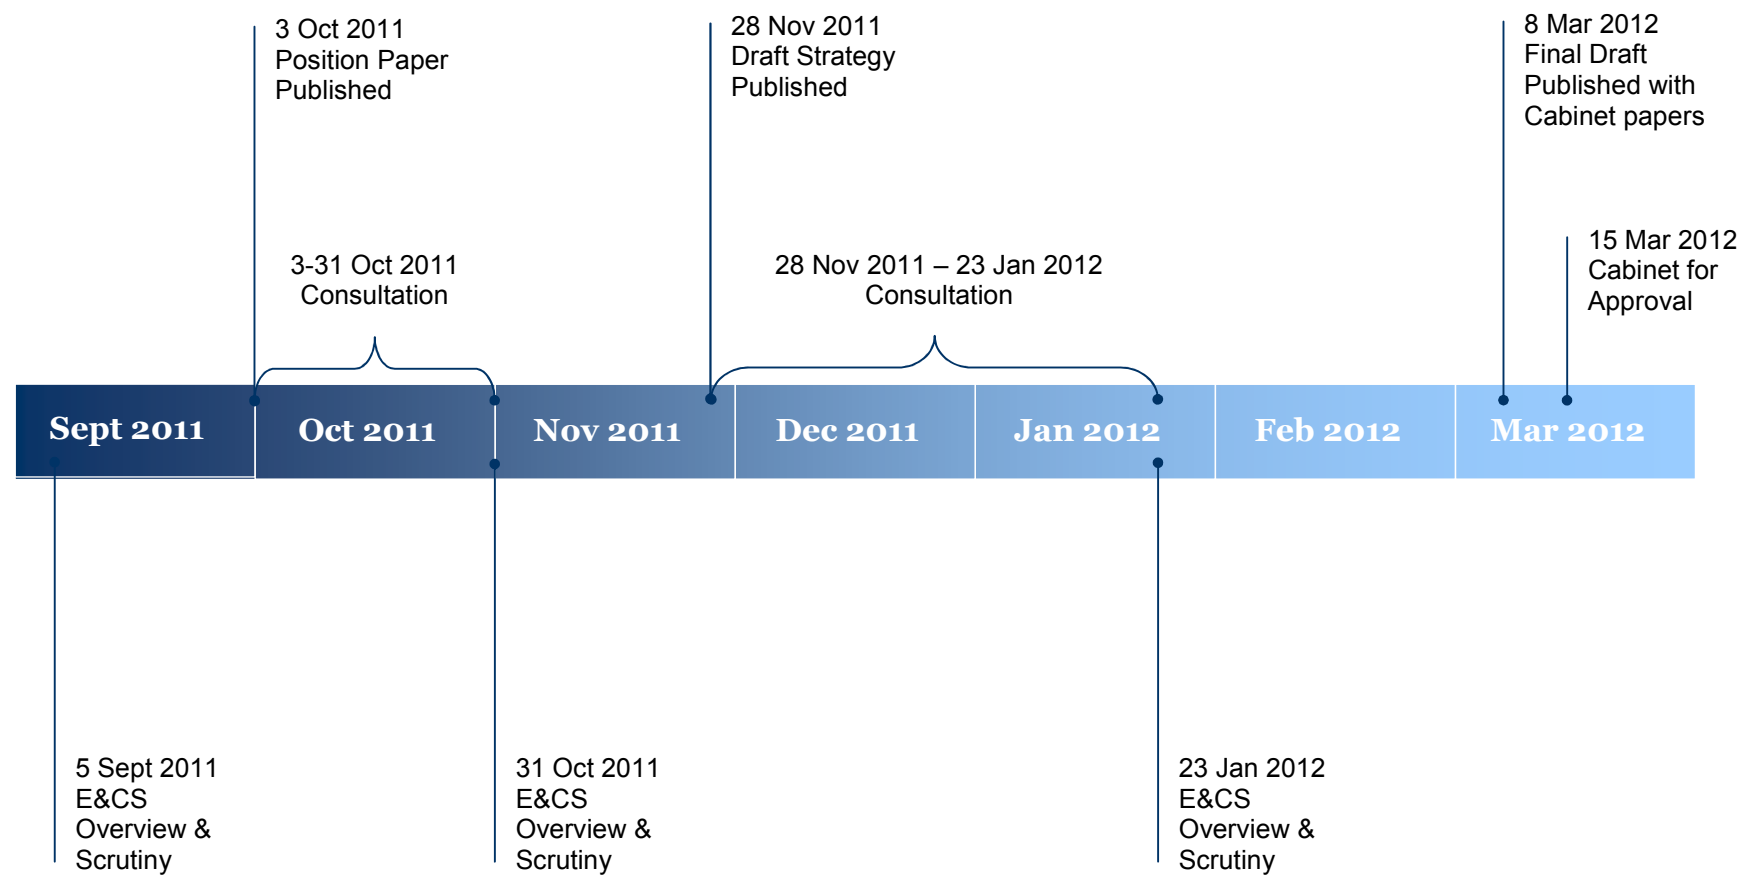 3 Oct 2011
Position Paper
Published
28 Nov 2011
Draft Strategy
Published
8 Mar 2012
Final Draft
Published with
Cabinet papers
3-31 Oct 2011
Consultation
28 Nov 2011 – 23 Jan 2012
Consultation
15 Mar 2012
Cabinet for
Approval
Sept 2011
Oct 2011
Nov 2011
Dec 2011
Jan 2012
Feb 2012
Mar 2012
5 Sept 2011
E&CS
Overview &
Scrutiny
31 Oct 2011
E&CS
Overview &
Scrutiny
23 Jan 2012
E&CS
Overview &
Scrutiny